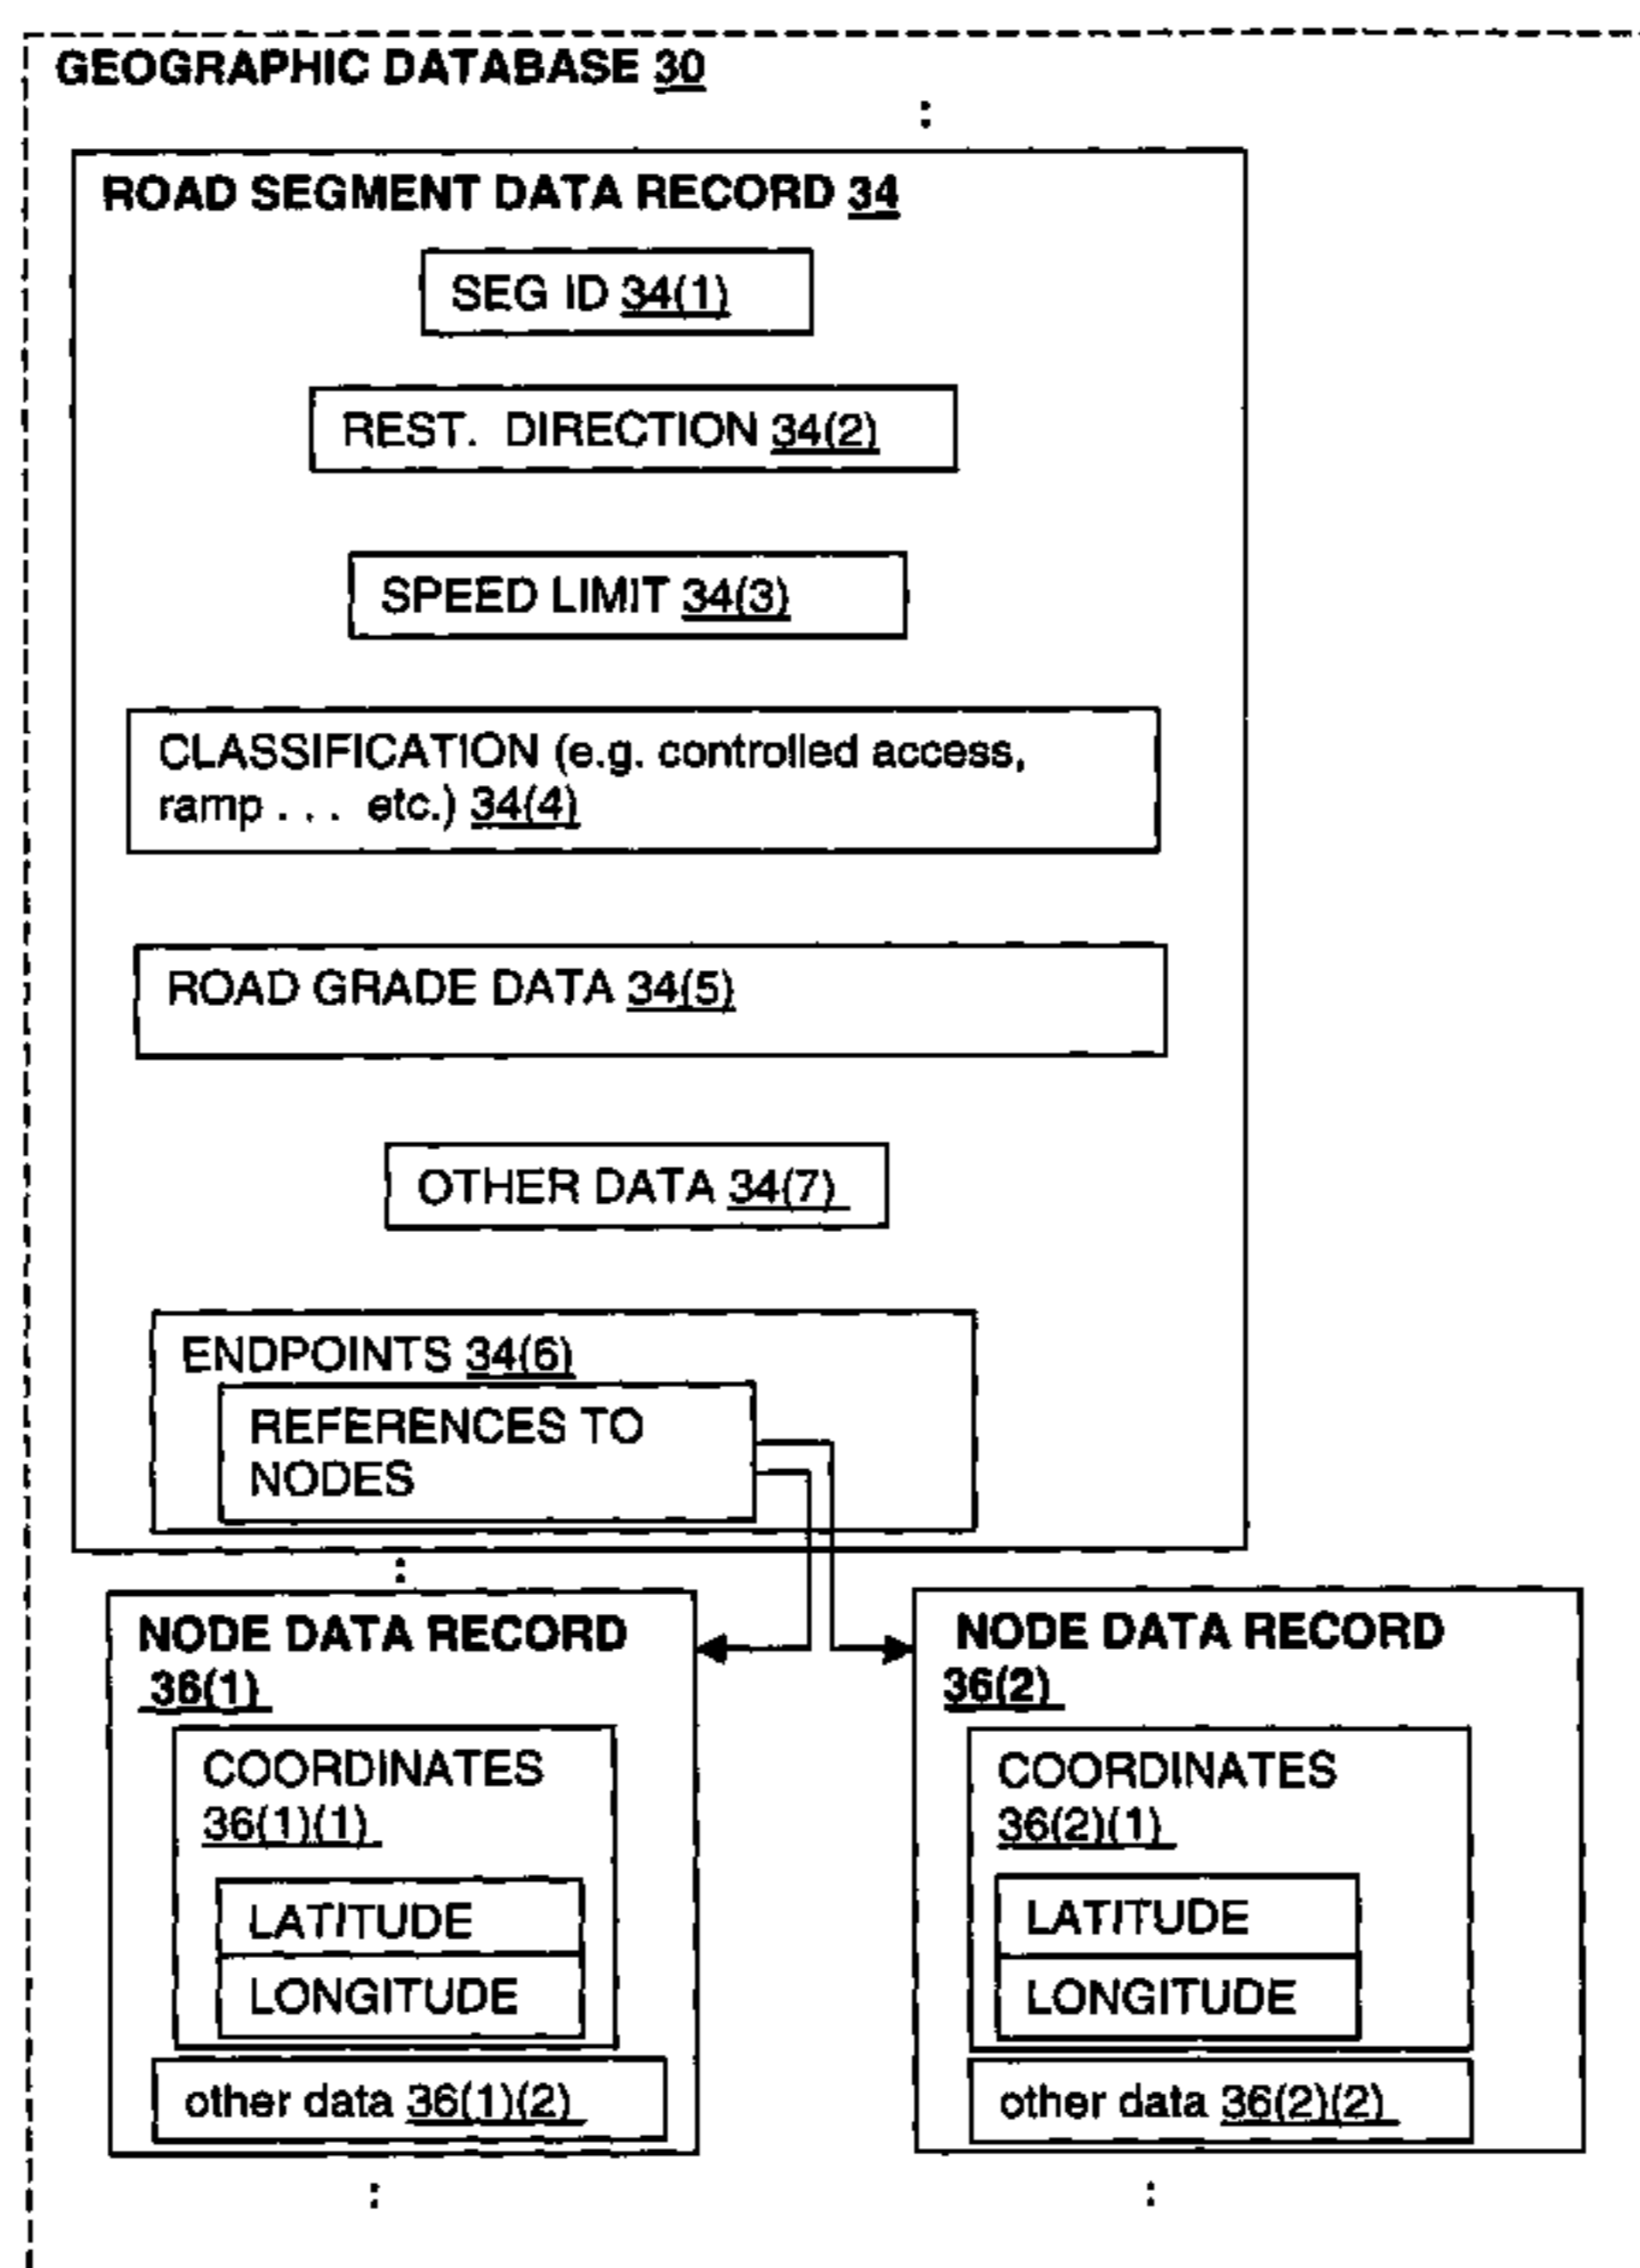 GEOGRAPHIC DATABASE 30
:
ROAD SEGMENT DATA RECORD 34
SEG ID 34(1)
REST. DIRECTION 34(2)
SPEED LIMIT 34(3)
CLASSIFICATION (e.g. controlled access,
ramp . . . etc.) 34(4)
ROAD GRADE DATA 34(5)
OTHER DATA 34(7)
ENDPOINTS 34(6)
REFERENCES TO
NODES
:
NODE DATA RECORD
36(1)
COORDINATES
36(1)(1)
LATITUDE
LONGITUDE
other data 36(1)(2)
:
NODE DATA RECORD
36(2)
COORDINATES
36(2)(1)
LATITUDE
LONGITUDE
other data 36(2)(2)
: